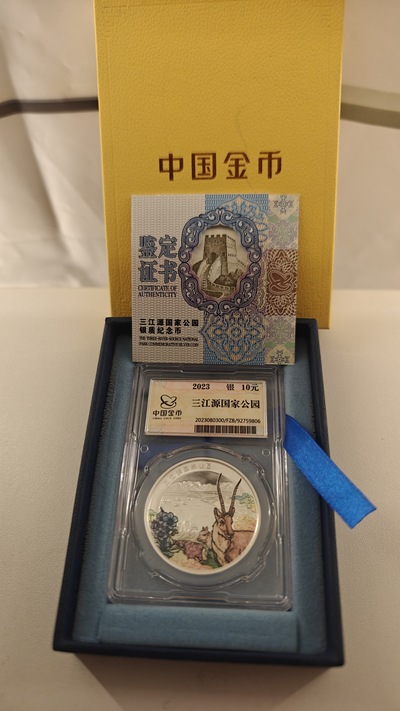 中国金币
鉴定
证书
CERTIFICATE OF
AUTHENTICITY
三江源国家公园
银质纪念币
THE THREE-RIVER-SOURCE NATIONAL
PARK COMMEMORATIVE SILVER COIN
2023 银 10元
中国金币
CHINA GOLD COIN
三江源国家公园
2023080300/FZB/92759806